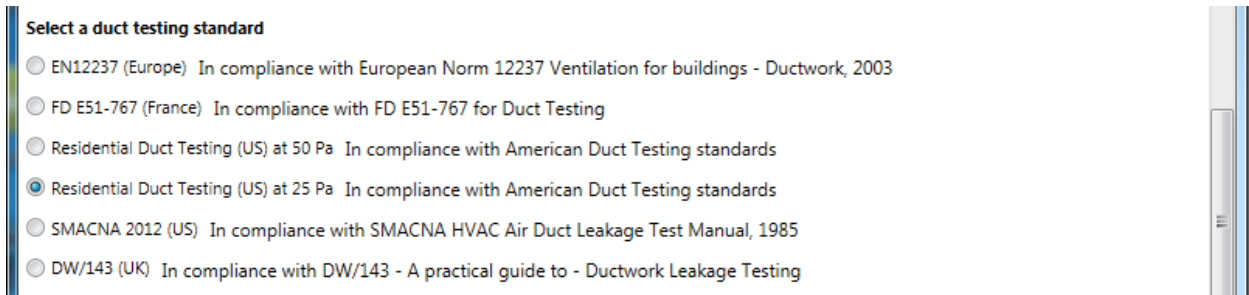 Select a duct testing standard
EN12237 (Europe) In compliance with European Norm 12237 Ventilation for buildings - Ductwork, 2003
FD E51-767 (France) In compliance with FD E51-767 for Duct Testing
Residential Duct Testing (US) at 50 Pa In compliance with American Duct Testing standards
Residential Duct Testing (US) at 25 Pa In compliance with American Duct Testing standards
SMACNA 2012 (US) In compliance with SMACNA HVAC Air Duct Leakage Test Manual, 1985
DW/143 (UK) In compliance with DW/143 - A practical guide to - Ductwork Leakage Testing